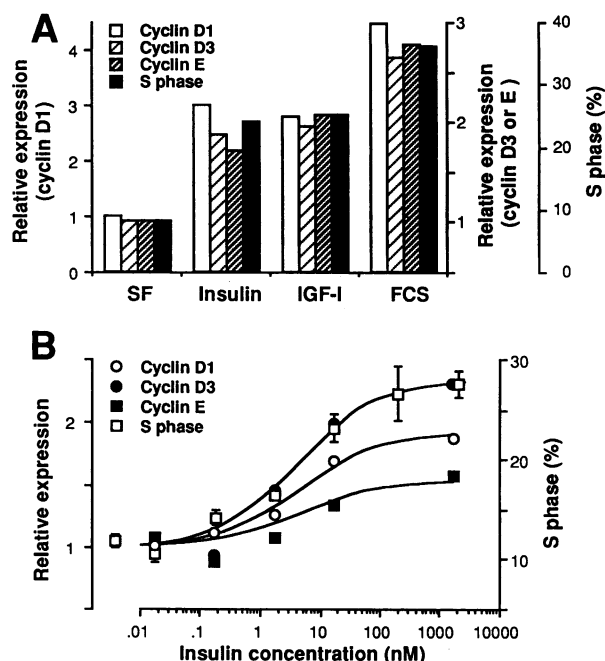 A
Cyclin D1
Cyclin D3
Cyclin E
S phase
Relative expression
(cyclin D1)
4
3
2
1
0
SF
Insulin
IGF-I
FCS
3
2
1
Relative expression
(cyclin D3 or E)
40
30
20
10
0
S phase (%)
B
Cyclin D1
Cyclin D3
Cyclin E
S phase
Relative expression
2
1
30
20
10
S phase (%)
.01 .1 1 10 100 1000 10000
Insulin concentration (nM)